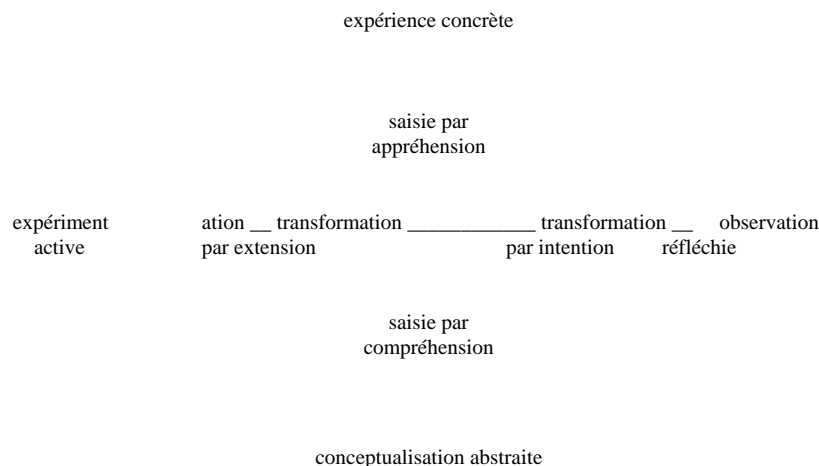 expérience concrète
saisie par
appréhension
expériment ation __ transformation ____________ transformation __ observation
active par extension par intention réfléchie
saisie par
compréhension
conceptualisation abstraite